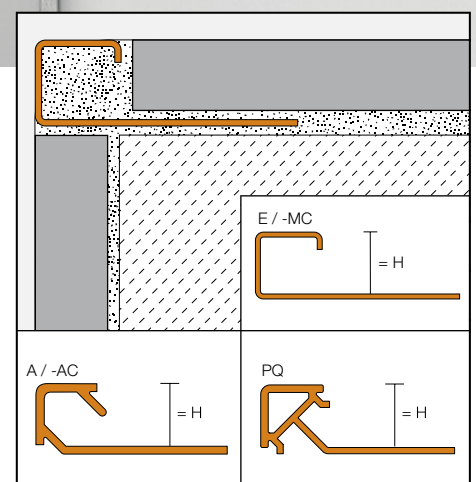 E / -MC
= H
A / -AC
= H
PQ
= H